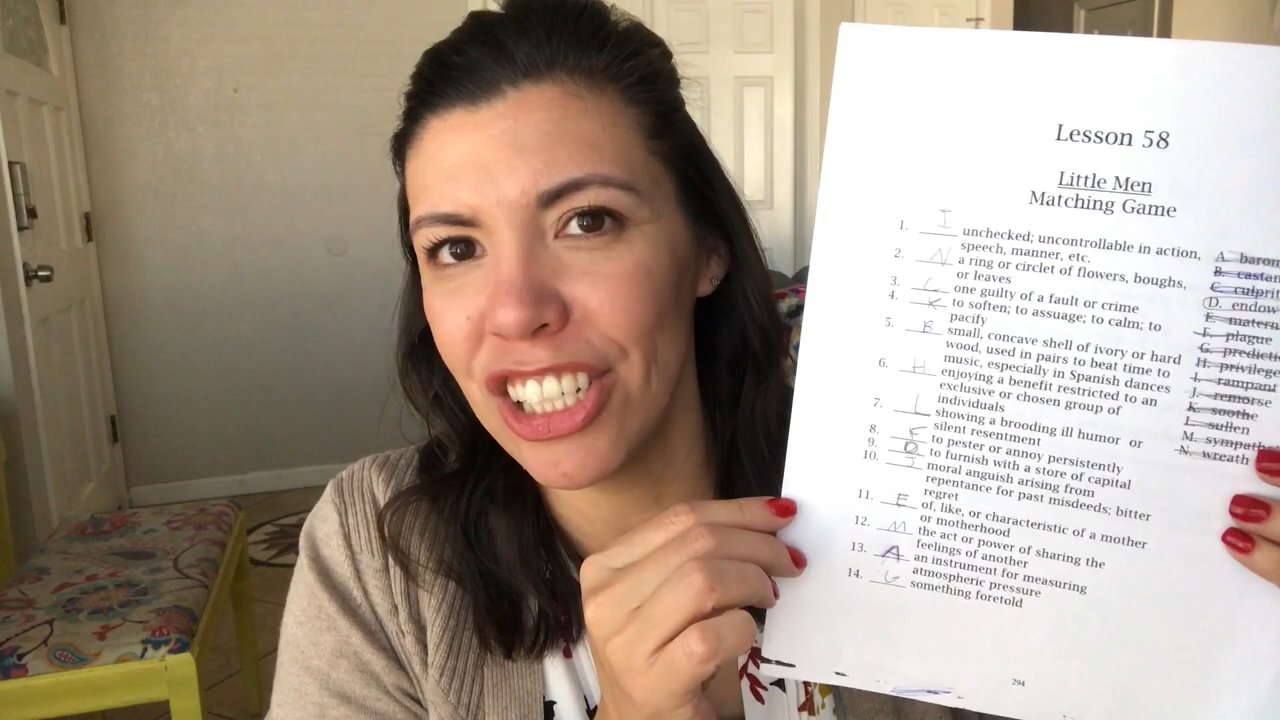 Lesson 58
Little Men
Matching Game
1. I unchecked; uncontrollable in action,
speech, manner, etc.
2. N a ring or circlet of flowers, boughs,
or leaves
3. C one guilty of a fault or crime
4. K to soften; to assuage; to calm; to
pacify
5. B small, concave shell of ivory or hard
wood, used in pairs to beat time to
music, especially in Spanish dances
6. H enjoying a benefit restricted to an
exclusive or chosen group of
individuals
7. L showing a brooding ill humor or
silent resentment
8. F to pester or annoy persistently
9. D to furnish with a store of capital
10. J moral anguish arising from
repentance for past misdeeds; bitter
regret
11. E of, like, or characteristic of a mother
or motherhood
12. M the act or power of sharing the
feelings of another
13. A an instrument for measuring
atmospheric pressure
14. G something foretold
A. barom
B. castan
C. culprit
D. endow
E. matern
F. plague
G. predicti
H. privilege
I. rampant
J. remorse
K. soothe
L. sullen
M. sympath
N. wreath
294